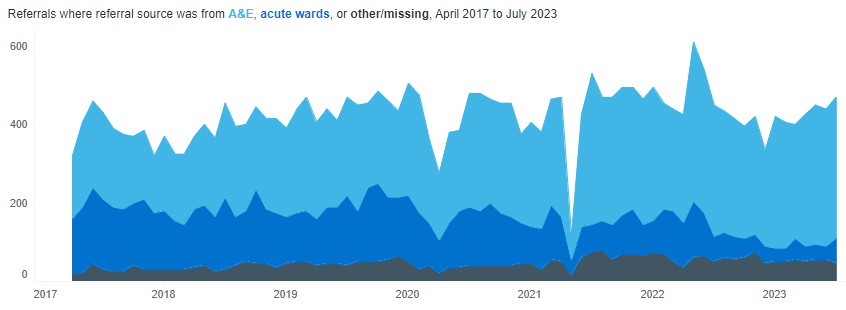 Referrals where referral source was from A&E, acute wards, or other/missing, April 2017 to July 2023
600
400
200
0
2017 2018 2019 2020 2021 2022 2023